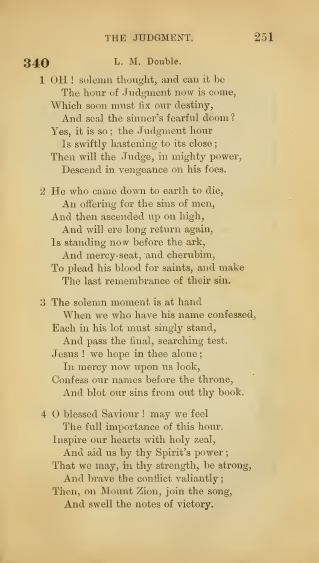 THE JUDGMENT. 251
340 L. M. Double.
1 OH! solemn thought, and can it be
The hour of Judgment now is come,
Which soon must fix our destiny,
And seal the sinner's fearful doom?
Yes, it is so; the Judgment hour
Is swiftly hastening to its close;
Then will the Judge, in mighty power,
Descend in vengeance on his foes.
2 He who came down to earth to die,
An offering for the sins of men,
And then ascended up on high,
And will ere long return again,
Is standing now before the ark,
And mercy-seat, and cherubim,
To plead his blood for saints, and make
The last remembrance of their sin.
3 The solemn moment is at hand
When we who have his name confessed,
Each in his lot must singly stand,
And pass the final, searching test.
Jesus! we hope in thee alone;
In mercy now upon us look,
Confess our names before the throne,
And blot our sins from out thy book.
4 O blessed Saviour! may we feel
The full importance of this hour.
Inspire our hearts with holy zeal,
And aid us by thy Spirit's power;
That we may, in thy strength, be strong,
And brave the conflict valiantly;
Then, on Mount Zion, join the song,
And swell the notes of victory.